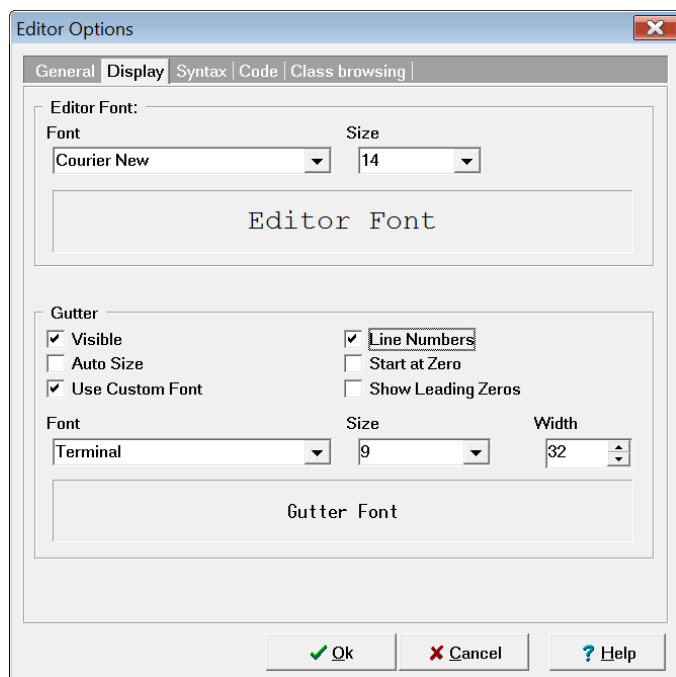 Editor Options
General Display Syntax Code Class browsing
Editor Font:
Font Size
Courier New 14
Editor Font
Gutter
Visible Line Numbers
Auto Size Start at Zero
Use Custom Font Show Leading Zeros
Font Size Width
Terminal 9 32
Gutter Font
Ok Cancel ? Help